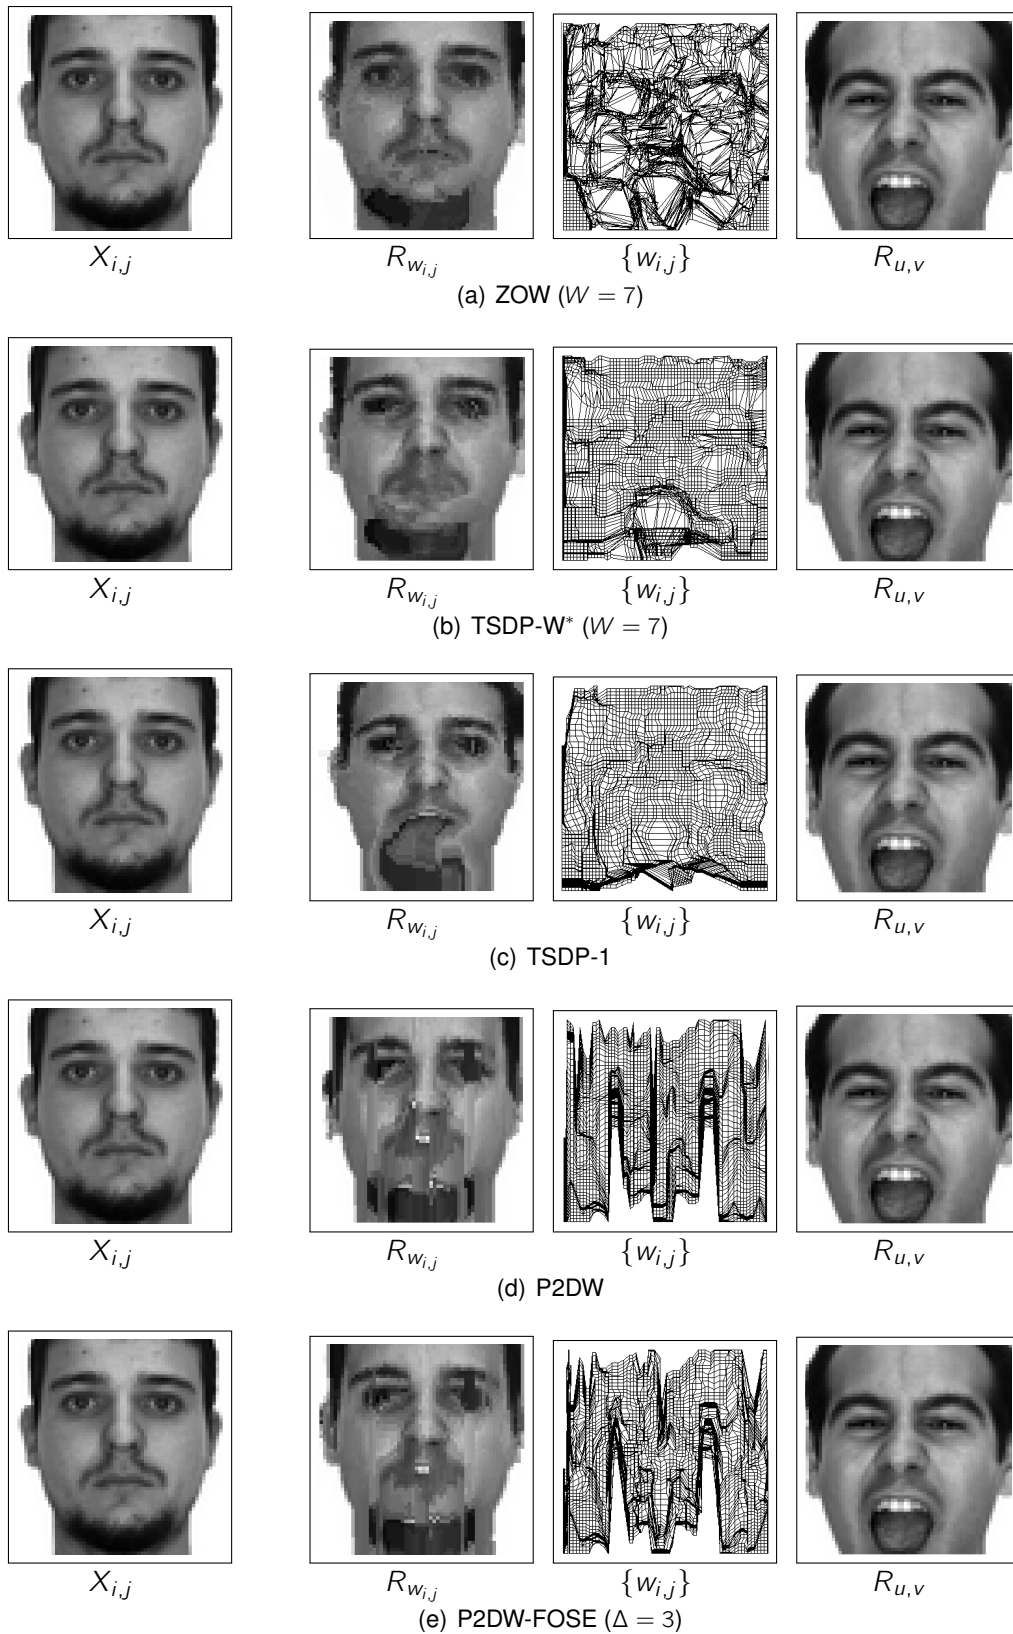 X_{i,j} R_{w_{i,j}} {w_{i,j}} R_{u,v}
(a) ZOW (W = 7)
X_{i,j} R_{w_{i,j}} {w_{i,j}} R_{u,v}
(b) TSDP-W* (W = 7)
X_{i,j} R_{w_{i,j}} {w_{i,j}} R_{u,v}
(c) TSDP-1
X_{i,j} R_{w_{i,j}} {w_{i,j}} R_{u,v}
(d) P2DW
X_{i,j} R_{w_{i,j}} {w_{i,j}} R_{u,v}
(e) P2DW-FOSE (Δ = 3)